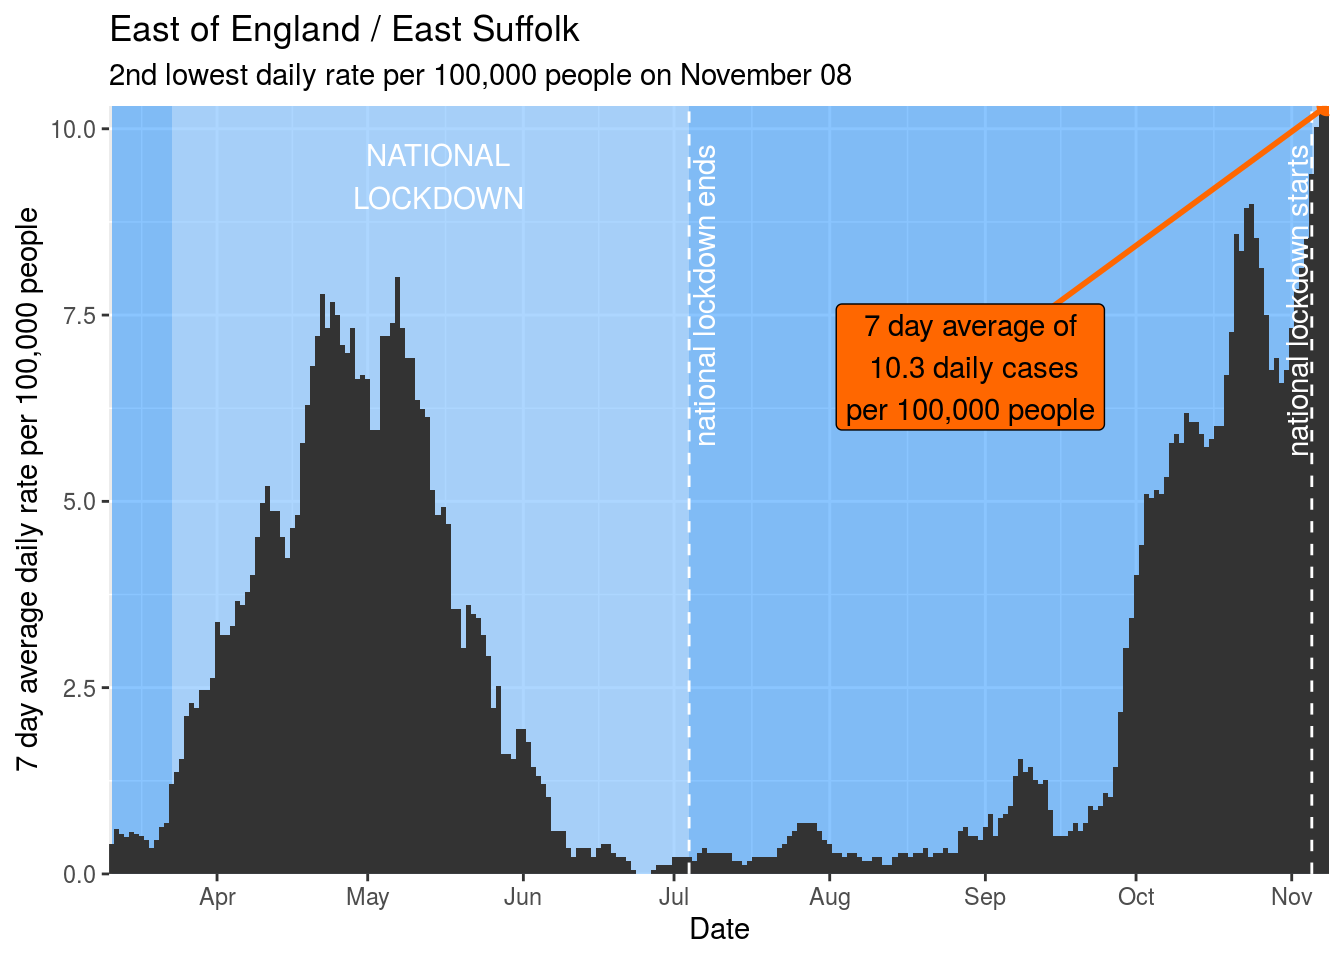 East of England / East Suffolk
2nd lowest daily rate per 100,000 people on November 08
7 day average daily rate per 100,000 people
10.0
7.5
5.0
2.5
0.0
NATIONAL
LOCKDOWN
national lockdown ends
7 day average of
10.3 daily cases
per 100,000 people
national lockdown starts
Apr
May
Jun
Jul
Aug
Sep
Oct
Nov
Date